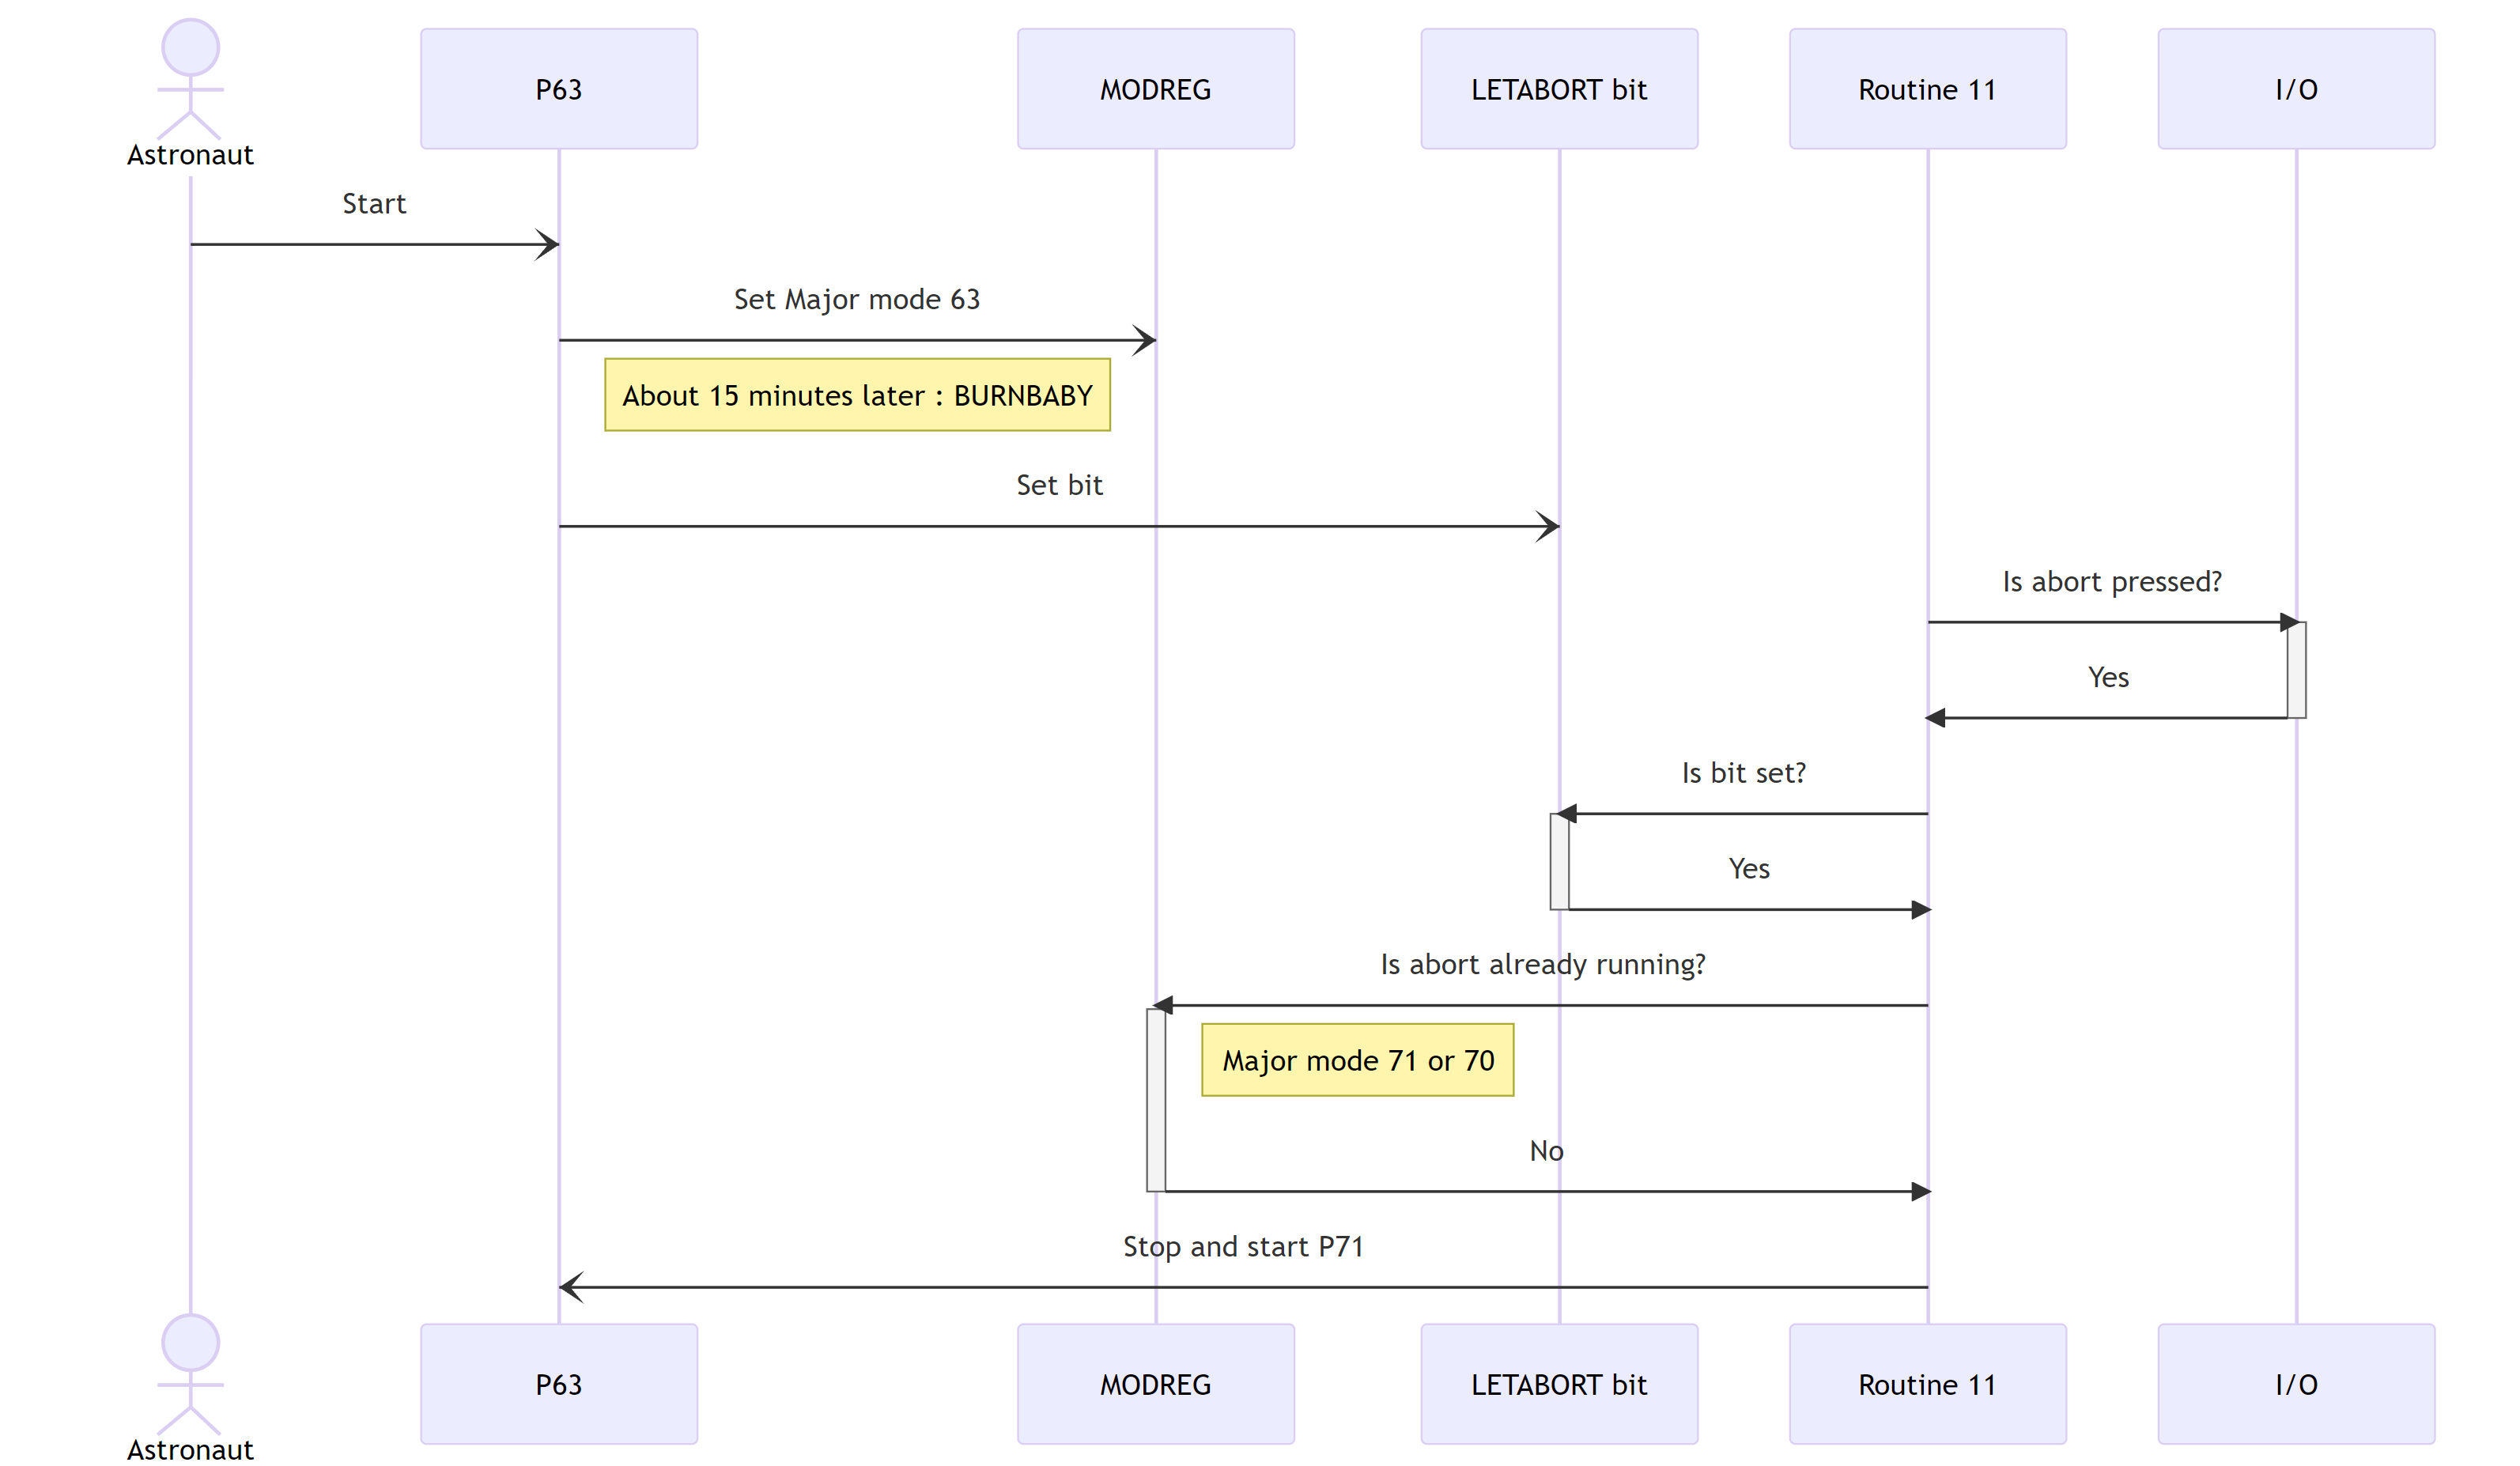 Astronaut
P63
MODREG
LETABORT bit
Routine 11
I/O
Start
Set Major mode 63
About 15 minutes later : BURNBABY
Set bit
Is abort pressed?
Yes
Is bit set?
Yes
Is abort already running?
Major mode 71 or 70
No
Stop and start P71
Astronaut
P63
MODREG
LETABORT bit
Routine 11
I/O